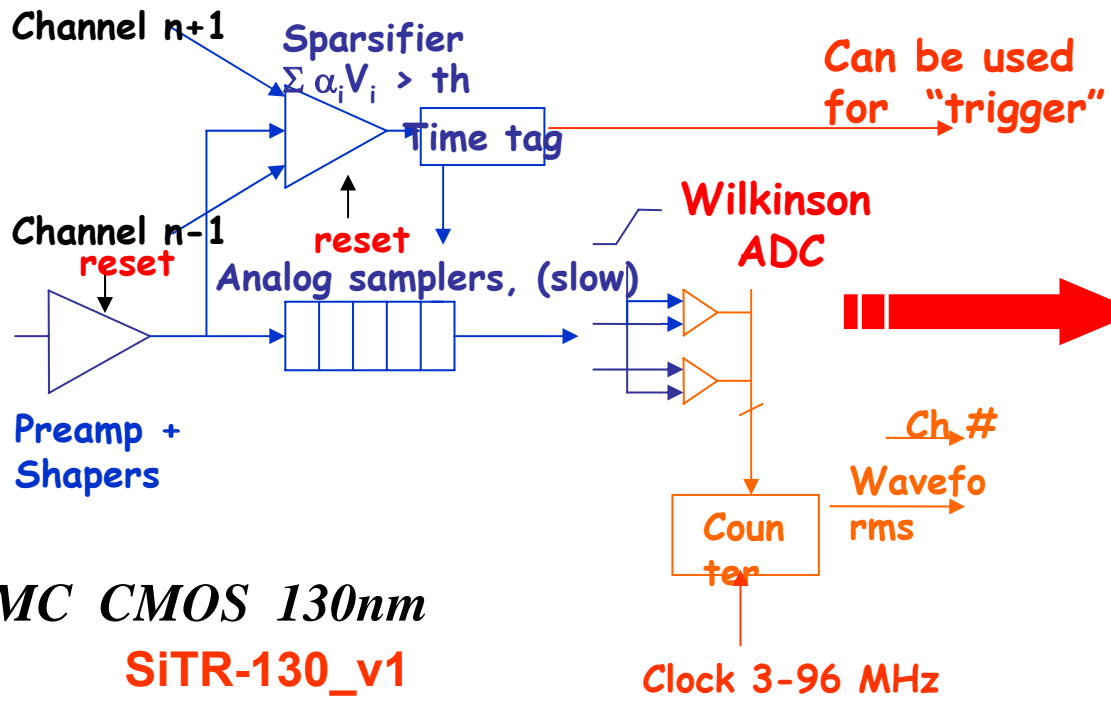 Channel n+1
Sparsifier
Σ αiVi > th
Can be used
for "trigger"
Time tag
Channel n-1
reset
reset
Wilkinson
ADC
Analog samplers, (slow)
Preamp +
Shapers
Ch #
Wavefo
rms
Coun
ter
MC CMOS 130nm
SiTR-130_v1
Clock 3-96 MHz